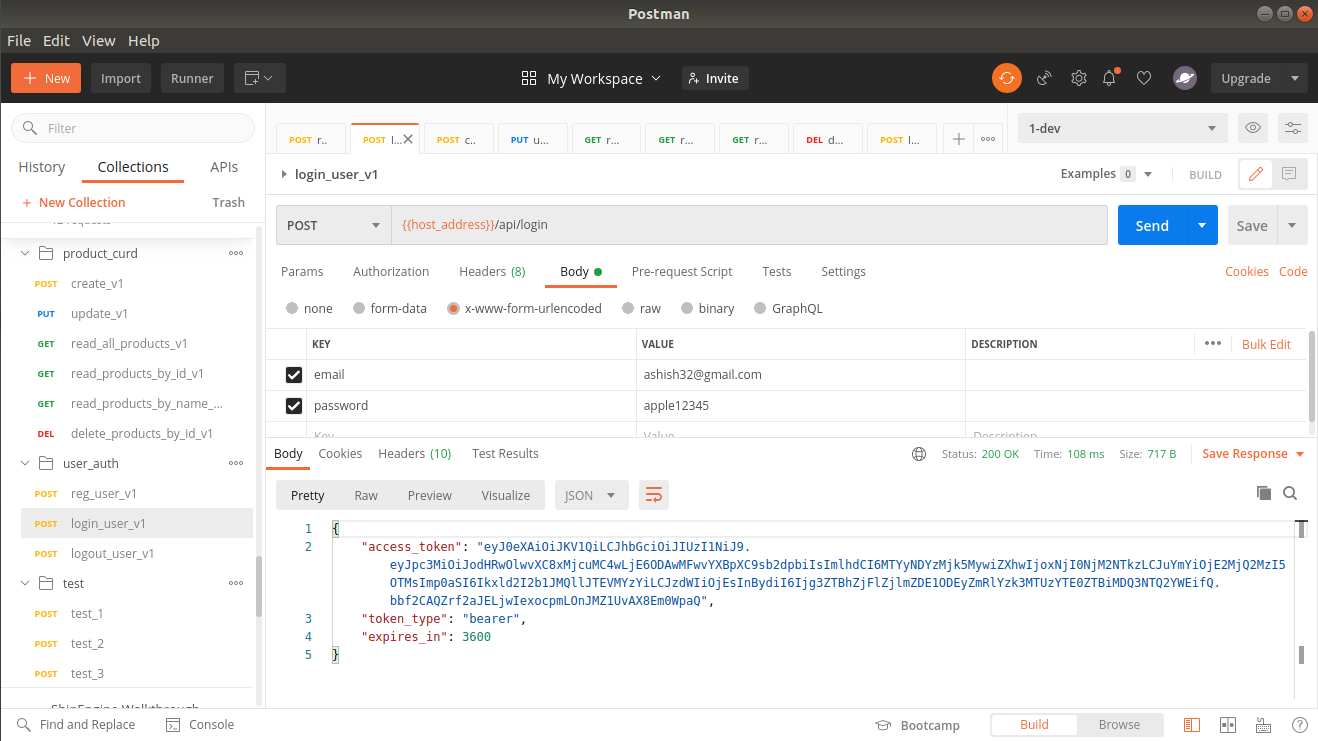 Postman
File Edit View Help
+ New Import Runner My Workspace Invite Upgrade
Filter
History Collections APIs
+ New Collection Trash
product_curd
POST create_v1
PUT update_v1
GET read_all_products_v1
GET read_products_by_id_v1
GET read_products_by_name_...
DEL delete_products_by_id_v1
user_auth
POST reg_user_v1
POST login_user_v1
POST logout_user_v1
test
POST test_1
POST test_2
POST test_3
POST r.. POST l... POST c.. PUT u... GET r... GET r... GET r... DEL d... POST l...
1-dev
login_user_v1 Examples 0 BUILD
POST {{host_address}}/api/login Send Save
Params Authorization Headers (8) Body Pre-request Script Tests Settings Cookies Code
none form-data x-www-form-urlencoded raw binary GraphQL
KEY VALUE DESCRIPTION Bulk Edit
email ashish32@gmail.com
password apple12345
Key Value Description
Body Cookies Headers (10) Test Results Status: 200 OK Time: 108 ms Size: 717 B Save Response
Pretty Raw Preview Visualize JSON
1 {
2 "access_token": "eyJ0eXAiOiJKV1QiLCJhbGciOiJIUzI1NiJ9.
eyJpc3MiOiJodHRwOlwvXC8xMjcuMC4wLjE6ODAwMFwvYXBpXC9sb2dpbiIsImlhdCI6MTYyNDYzMjk5MywiZXhwIjoxNjI0NjM2NTkzLCJuYmYiOjE2MjQ2MzI5
OTMsImp0aSI6Ikxld2I2b1JMQllJTEVMYzYiLCJzdWIiOjEsInBydiI6Ijg3ZTBhZjFlZjlmZDE1ODEyZmRlYzk3MTUzYTE0ZTBiMDQ3NTQ2YWEifQ.
bbf2CAQZrf2aJELjwIexocpmLOnJMZ1UvAX8Em0WpaQ",
3 "token_type": "bearer",
4 "expires_in": 3600
5 }
Find and Replace Console Bootcamp Build Browse